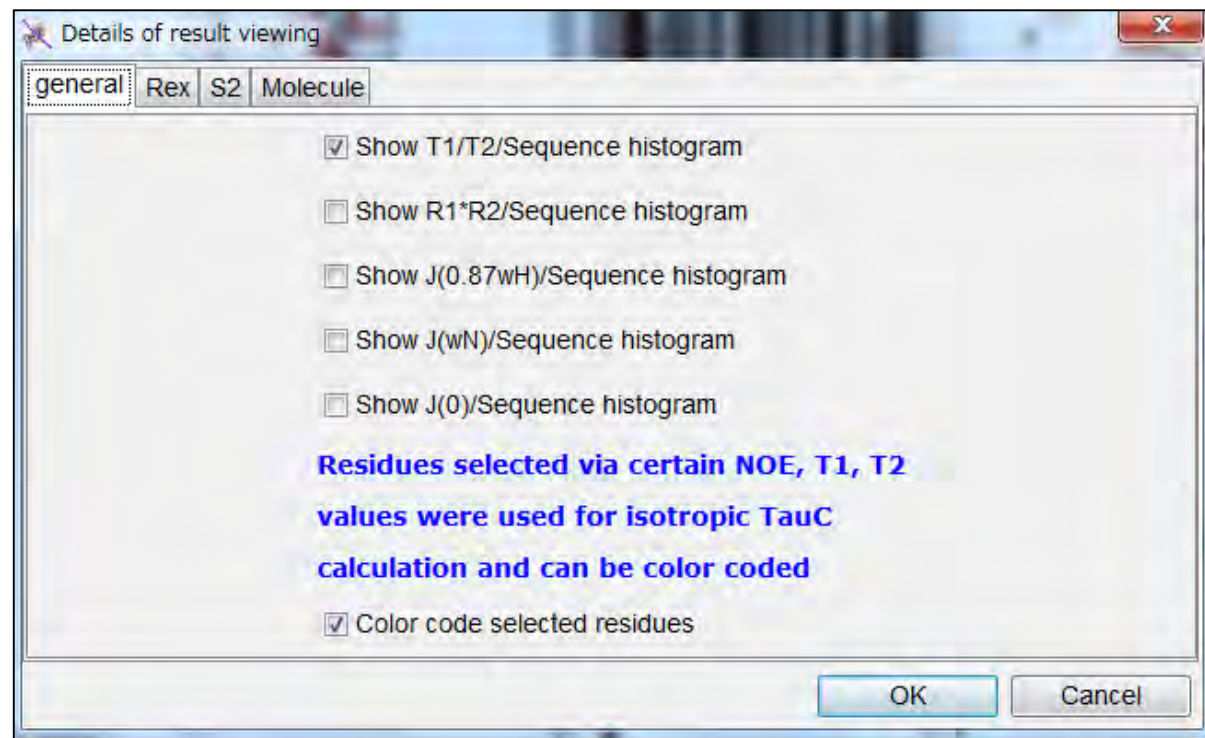 Details of result viewing
general Rex S2 Molecule
Show T1/T2/Sequence histogram
Show R1*R2/Sequence histogram
Show J(0.87wH)/Sequence histogram
Show J(wN)/Sequence histogram
Show J(0)/Sequence histogram
Residues selected via certain NOE, T1, T2
values were used for isotropic TauC
calculation and can be color coded
Color code selected residues
OK Cancel